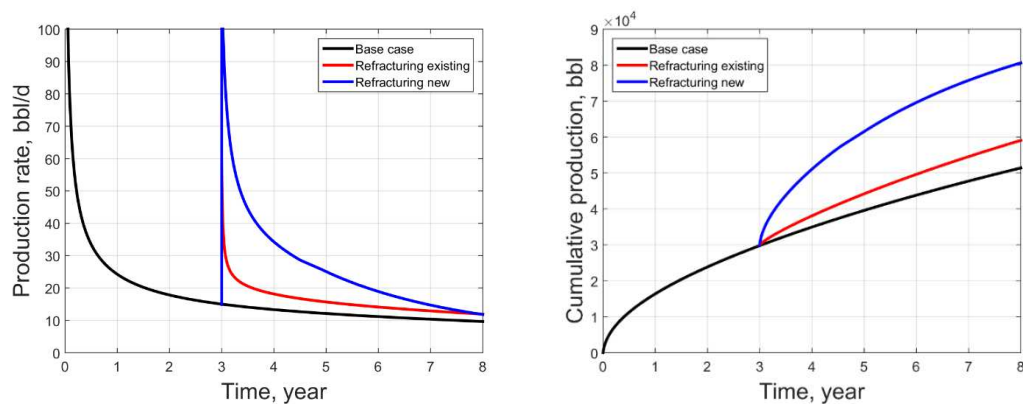 100
90
80
70
60
50
40
30
20
10
0
Production rate, bbl/d
Base case
Refracturing existing
Refracturing new
0 1 2 3 4 5 6 7 8
Time, year
×10⁴
9
8
7
6
5
4
3
2
1
0
Cumulative production, bbl
Base case
Refracturing existing
Refracturing new
0 1 2 3 4 5 6 7 8
Time, year